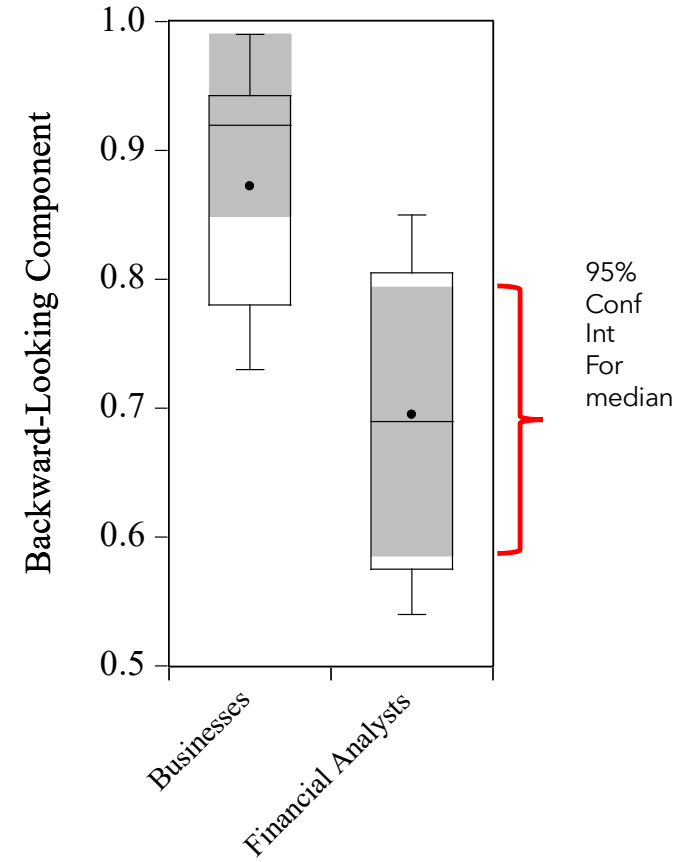 Backward-Looking Component
1.0
0.9
0.8
0.7
0.6
0.5
Businesses
Financial Analysts
95%
Conf
Int
For
median